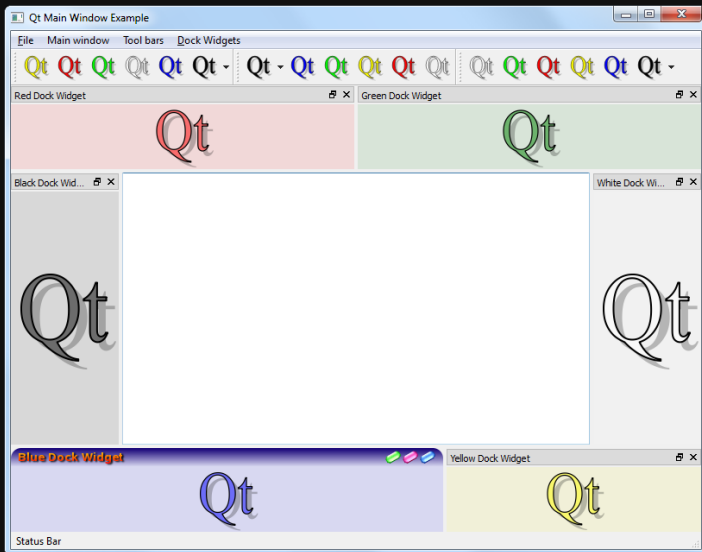 Qt Main Window Example
File Main window Tool bars Dock Widgets
Qt Qt Qt Qt Qt Qt Qt Qt Qt Qt Qt Qt Qt Qt Qt Qt Qt Qt
Red Dock Widget Green Dock Widget
Qt Qt
Black Dock Wid... White Dock Wi...
Qt Qt
Blue Dock Widget Yellow Dock Widget
Qt Qt
Status Bar